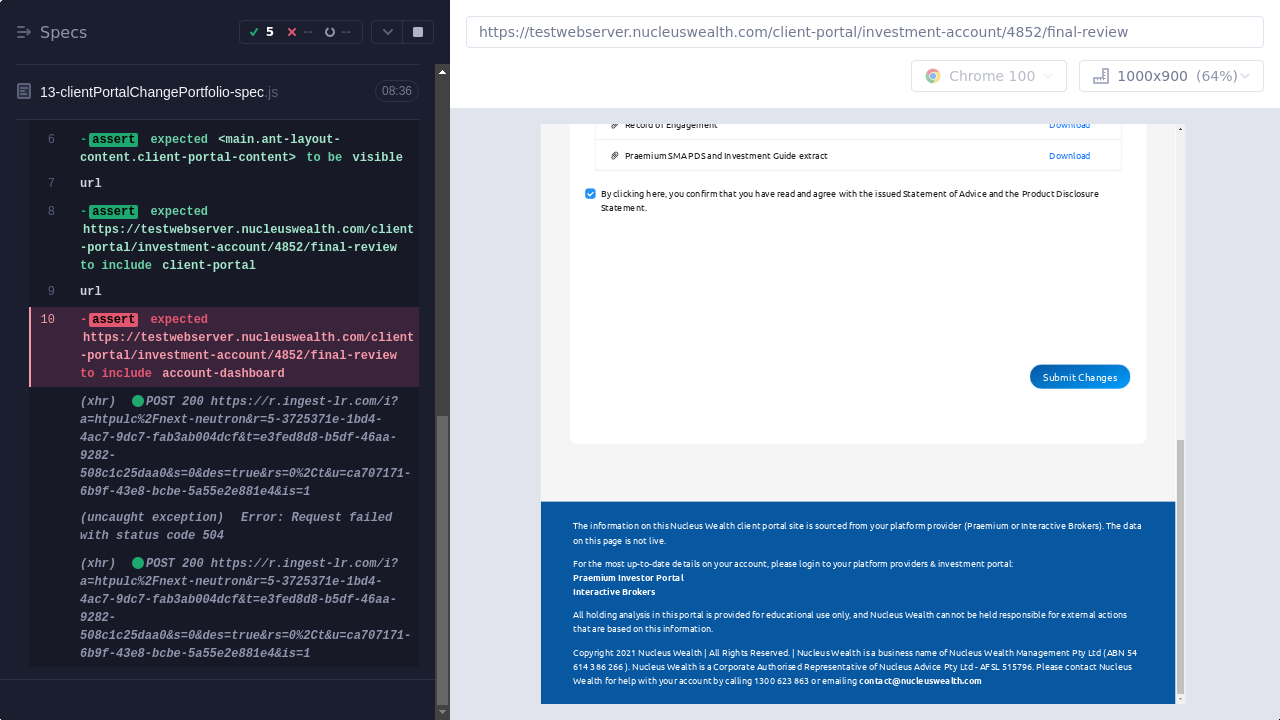 Specs
5 -- --
13-clientPortalChangePortfolio-spec.js 08:36
6 -assert expected <main.ant-layout-
content.client-portal-content> to be visible
7 url
8 -assert expected
https://testwebserver.nucleuswealth.com/client
-portal/investment-account/4852/final-review
to include client-portal
9 url
10 -assert expected
https://testwebserver.nucleuswealth.com/client
-portal/investment-account/4852/final-review
to include account-dashboard
(xhr) POST 200 https://r.ingest-lr.com/i?
a=htpulc%2Fnext-neutron&r=5-3725371e-1bd4-
4ac7-9dc7-fab3ab004dcf&t=e3fed8d8-b5df-46aa-
9282-
508c1c25daa0&s=0&des=true&rs=0%2Ct&u=ca707171-
6b9f-43e8-bcbe-5a55e2e881e4&is=1
(uncaught exception) Error: Request failed
with status code 504
(xhr) POST 200 https://r.ingest-lr.com/i?
a=htpulc%2Fnext-neutron&r=5-3725371e-1bd4-
4ac7-9dc7-fab3ab004dcf&t=e3fed8d8-b5df-46aa-
9282-
508c1c25daa0&s=0&des=true&rs=0%2Ct&u=ca707171-
6b9f-43e8-bcbe-5a55e2e881e4&is=1
https://testwebserver.nucleuswealth.com/client-portal/investment-account/4852/final-review
Chrome 100
1000x900 (64%)
Record of Engagement Download
Praemium SMA PDS and Investment Guide extract Download
By clicking here, you confirm that you have read and agree with the issued Statement of Advice and the Product Disclosure
Statement.
Submit Changes
The information on this Nucleus Wealth client portal site is sourced from your platform provider (Praemium or Interactive Brokers). The data
on this page is not live.
For the most up-to-date details on your account, please login to your platform providers & investment portal:
Praemium Investor Portal
Interactive Brokers
All holding analysis in this portal is provided for educational use only, and Nucleus Wealth cannot be held responsible for external actions
that are based on this information.
Copyright 2021 Nucleus Wealth | All Rights Reserved. | Nucleus Wealth is a business name of Nucleus Wealth Management Pty Ltd (ABN 54
614 386 266 ). Nucleus Wealth is a Corporate Authorised Representative of Nucleus Advice Pty Ltd - AFSL 515796. Please contact Nucleus
Wealth for help with your account by calling 1300 623 863 or emailing contact@nucleuswealth.com